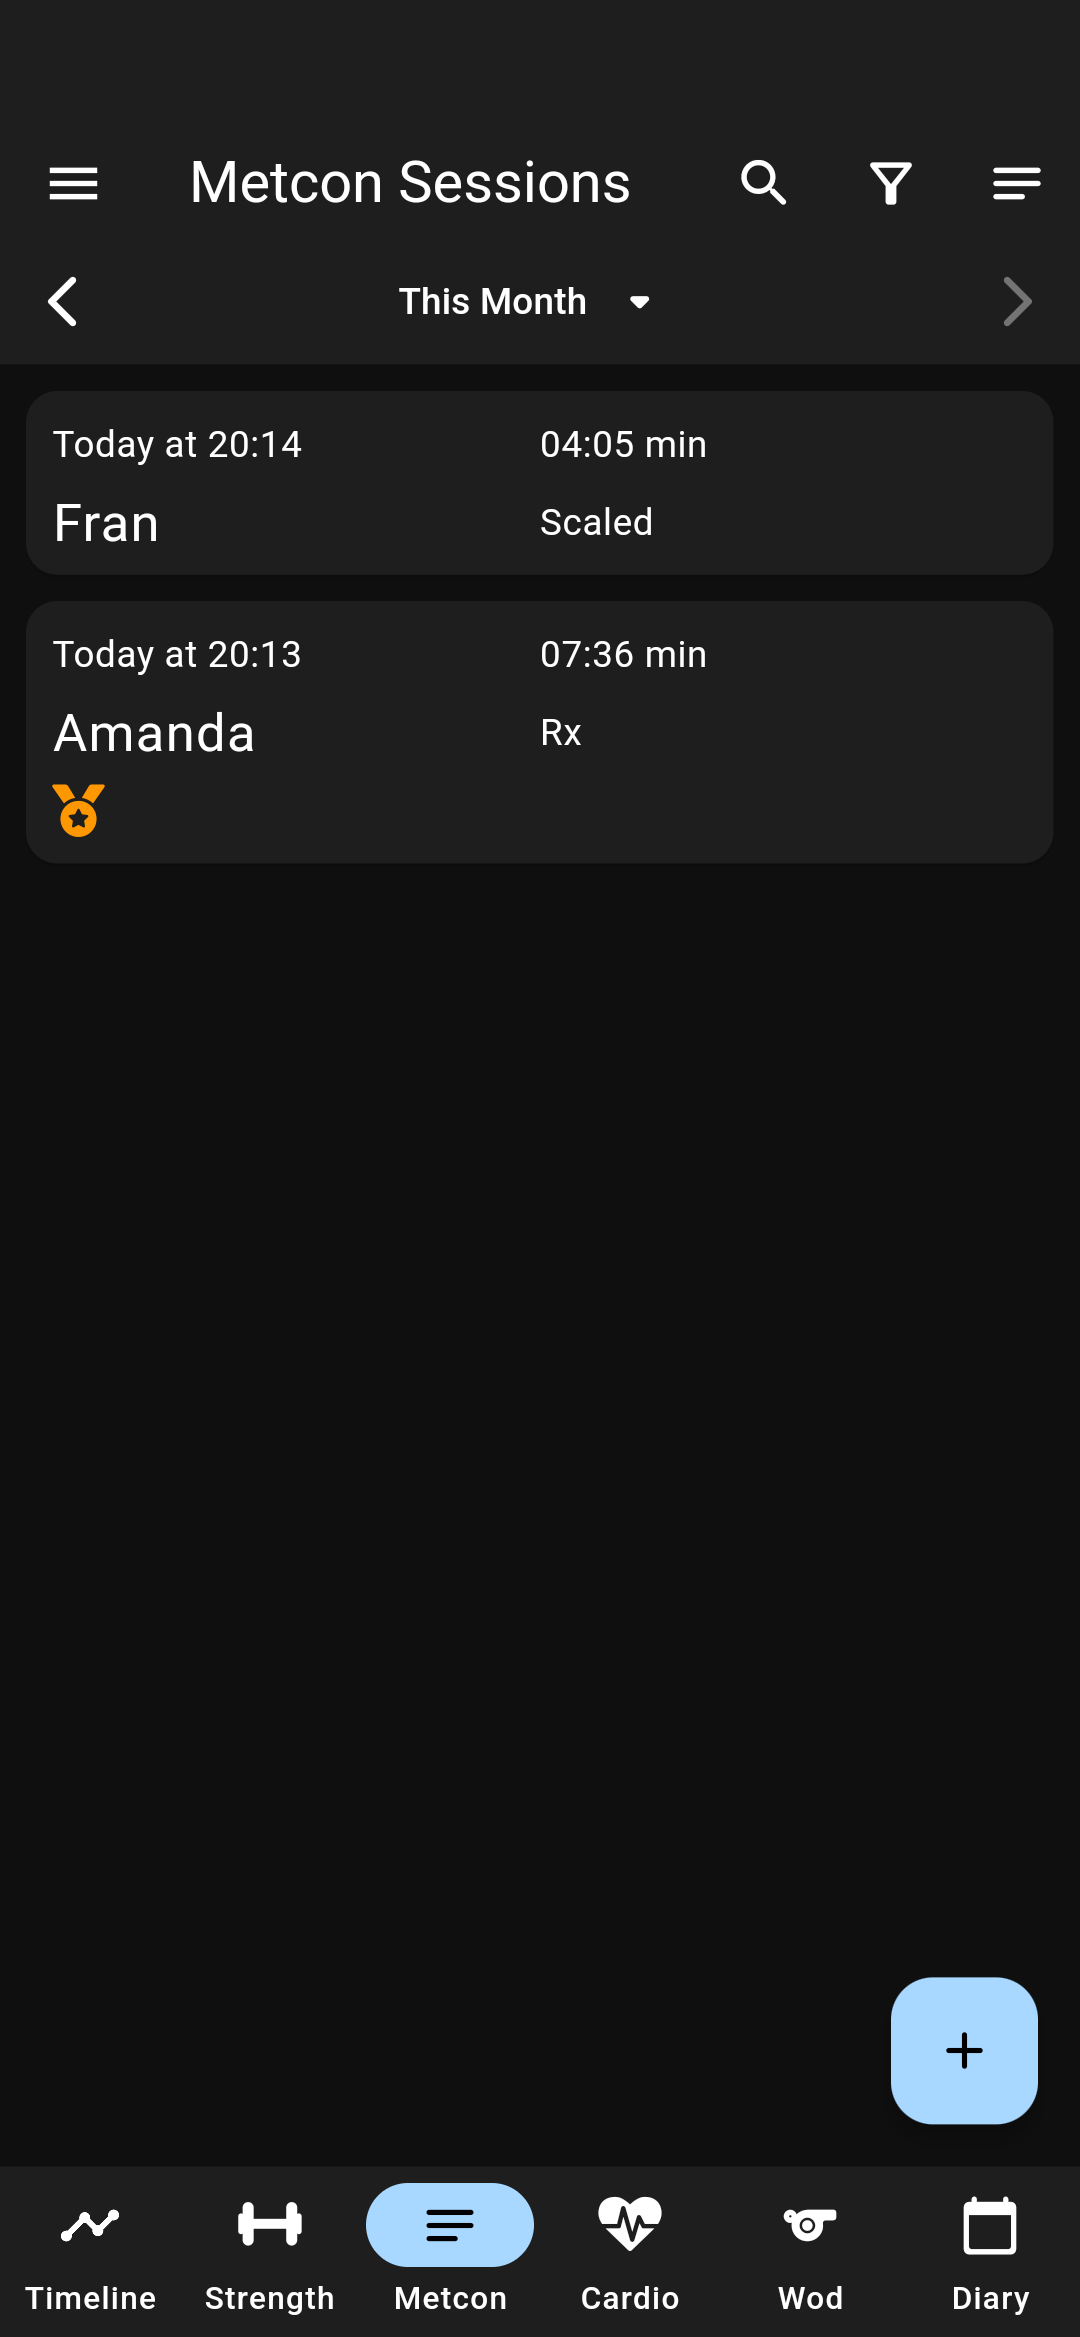 Metcon Sessions
This Month
Today at 20:14
04:05 min
Fran
Scaled
Today at 20:13
07:36 min
Amanda
Rx
Timeline
Strength
Metcon
Cardio
Wod
Diary